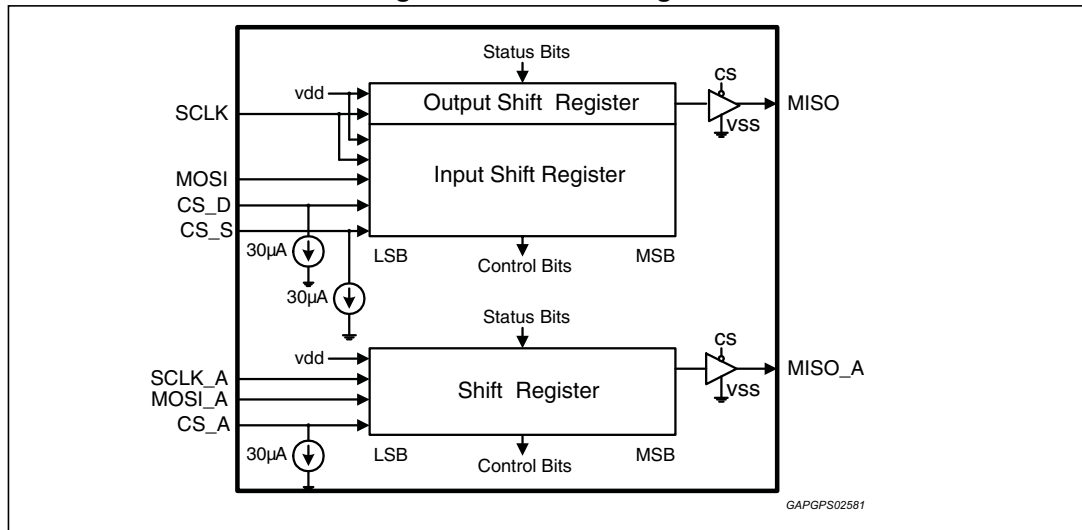 Status Bits
CS
vdd
Output Shift Register
MISO
SCLK
VSS
MOSI
Input Shift Register
CS_D
CS_S
30µA
LSB
MSB
Control Bits
30µA
Status Bits
CS
vdd
MISO_A
SCLK_A
Shift Register
MOSI_A
VSS
CS_A
30µA
LSB
MSB
Control Bits
GAPGPS02581